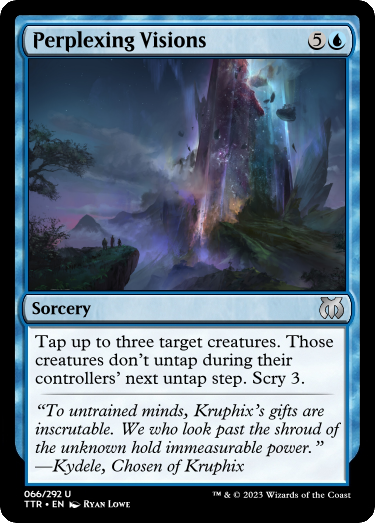 Perplexing Visions 5
Sorcery
Tap up to three target creatures. Those
creatures don't untap during their
controllers' next untap step. Scry 3.
"To untrained minds, Kruphix's gifts are
inscrutable. We who look past the shroud of
the unknown hold immeasurable power."
—Kydele, Chosen of Kruphix
066/292 U
TTR • EN Ryan Lowe
™ & © 2023 Wizards of the Coast